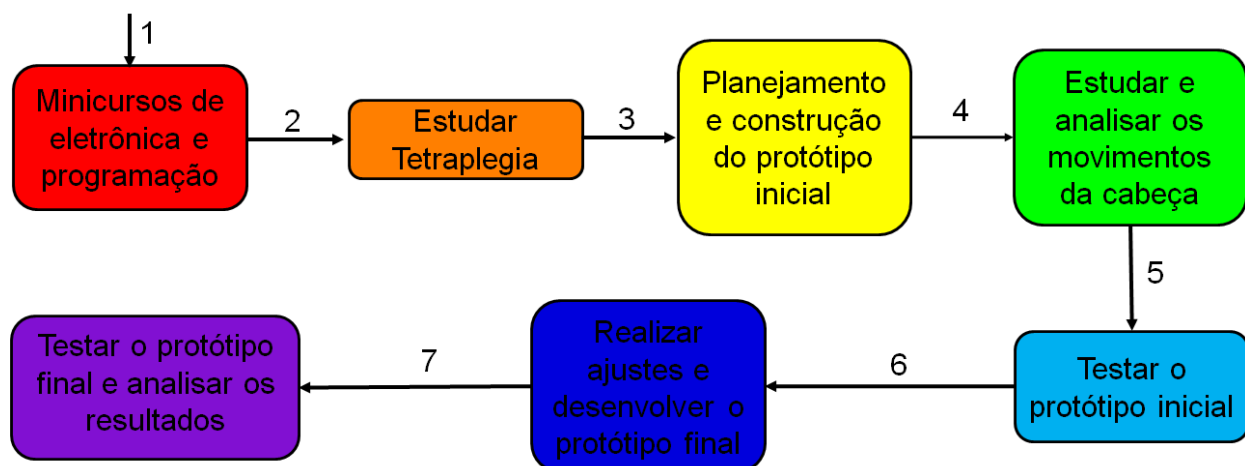 1
Minicursos de
eletrônica e
programação
2
Estudar
Tetraplegia
3
Planejamento
e construção
do protótipo
inicial
4
Estudar e
analisar os
movimentos
da cabeça
5
Testar o
protótipo inicial
6
Realizar
ajustes e
desenvolver o
protótipo final
7
Testar o protótipo
final e analisar os
resultados